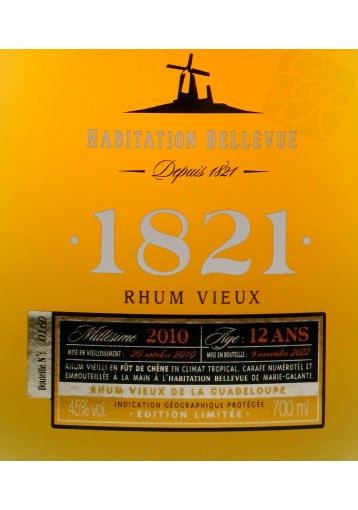 HABITATION BELLEVUE
Depuis 1821
· 1821 ·
RHUM VIEUX
Millésime 2010 Âge : 12 ANS
MISE EN VIEILLISSEMENT : 20 octobre 2010 MISE EN BOUTEILLE : 9 novembre 2022
RHUM VIEILLI EN FÛT DE CHÊNE EN CLIMAT TROPICAL. CARAFE NUMÉROTÉE ET
EMBOUTEILLÉE À LA MAIN À L'HABITATION BELLEVUE DE MARIE-GALANTE
RHUM VIEUX DE LA GUADELOUPE
45% vol. INDICATION GÉOGRAPHIQUE PROTÉGÉE 700 ml
· EDITION LIMITÉE ·
Bouteille N°